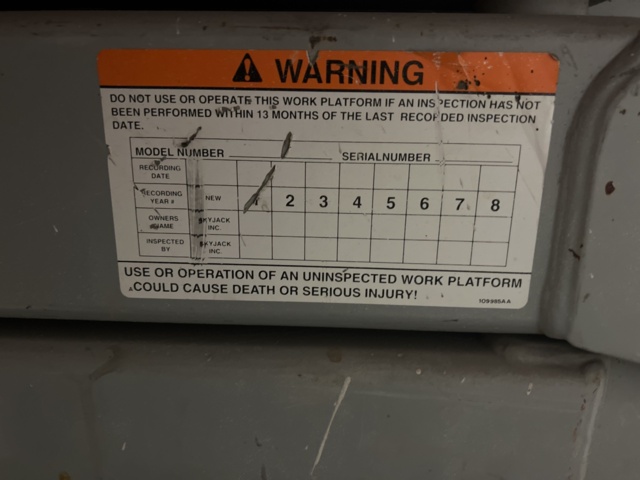 WARNING
DO NOT USE OR OPERATE THIS WORK PLATFORM IF AN INSPECTION HAS NOT
BEEN PERFORMED WITHIN 13 MONTHS OF THE LAST RECORDED INSPECTION
DATE.
MODEL NUMBER SERIALNUMBER
RECORDING
DATE
RECORDING
YEAR # NEW 1 2 3 4 5 6 7 8
OWNERS
NAME SKYJACK
INC.
INSPECTED
BY SKYJACK
INC.
USE OR OPERATION OF AN UNINSPECTED WORK PLATFORM
COULD CAUSE DEATH OR SERIOUS INJURY!
109985AA